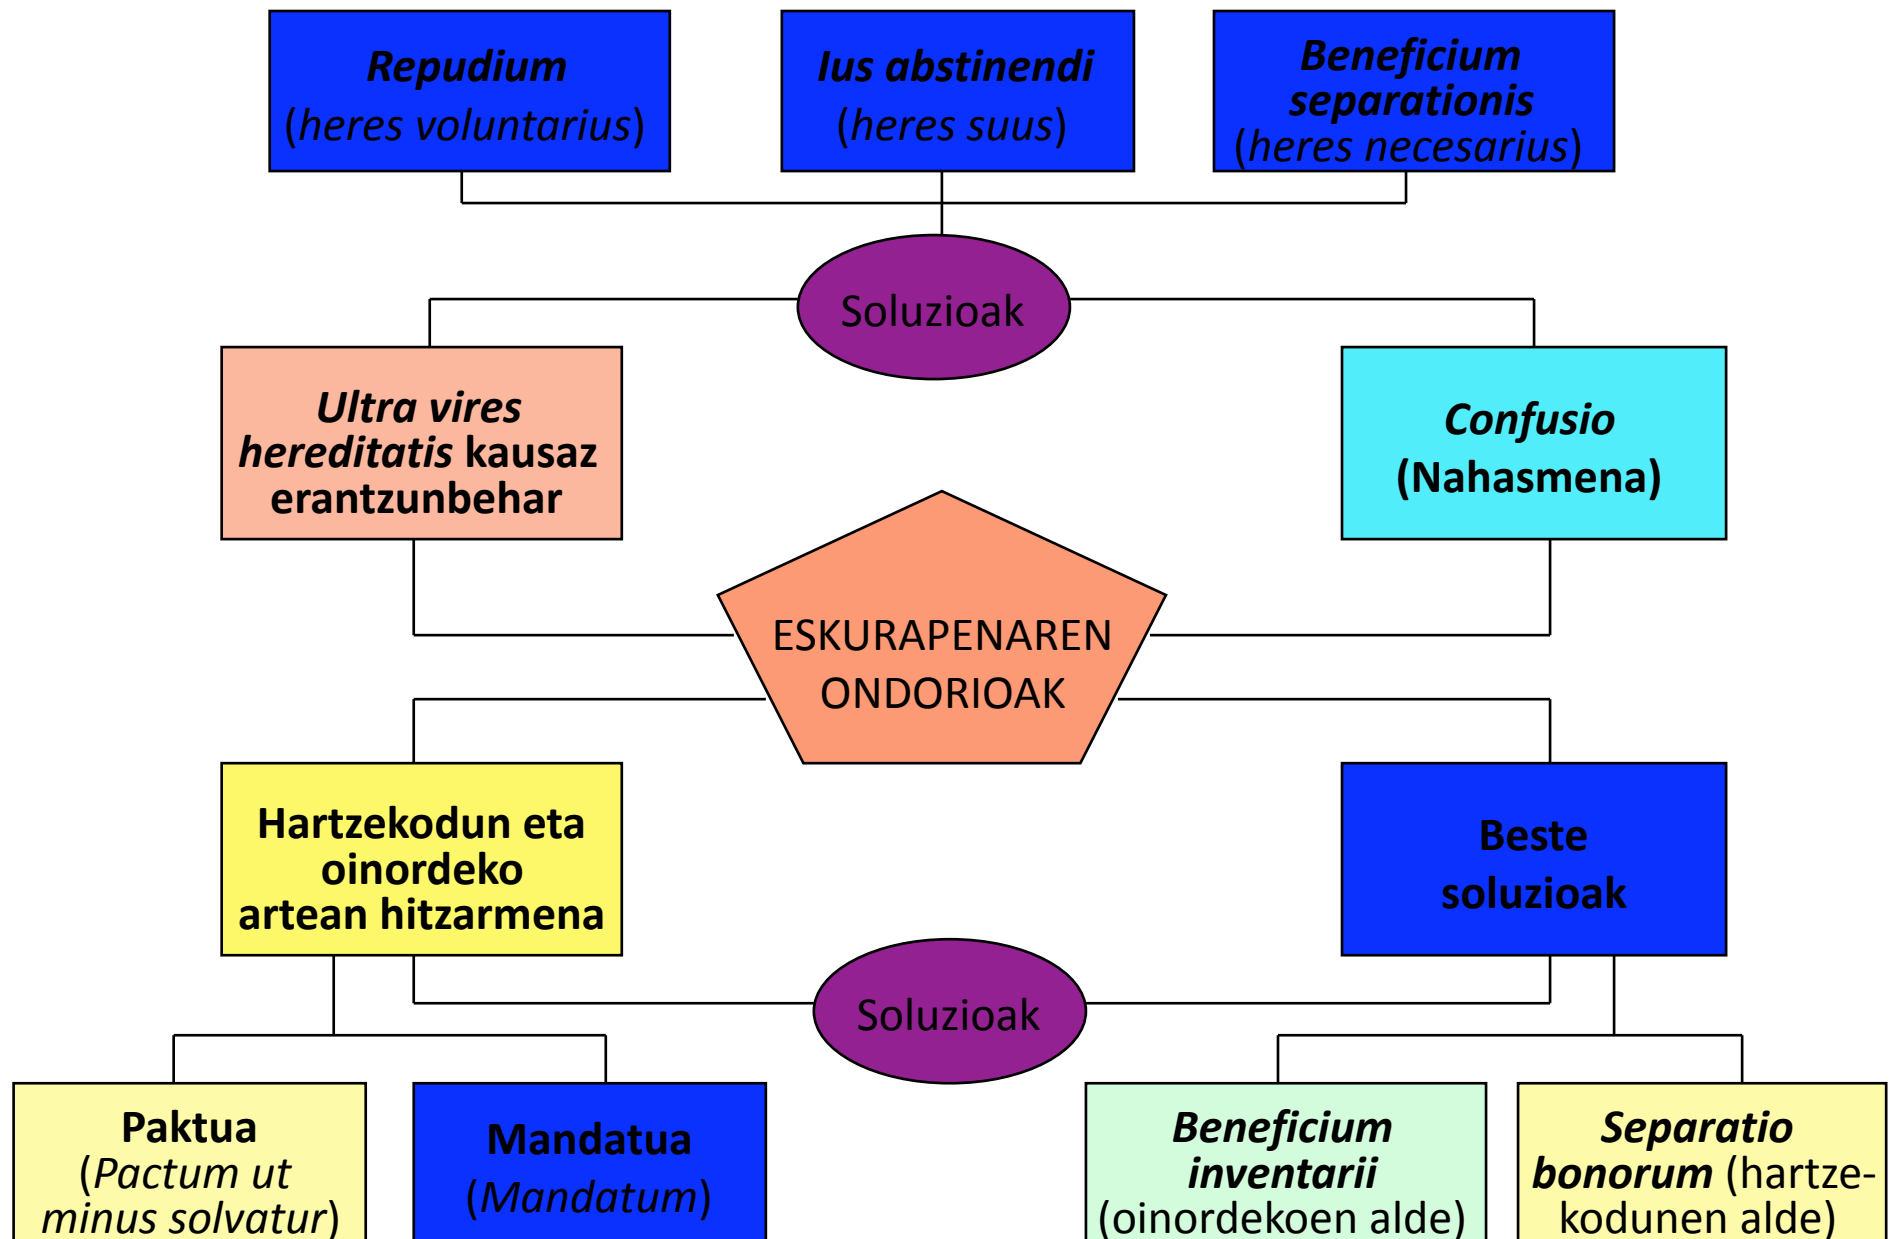 Repudium
(heres voluntarius)
Ius abstinendi
(heres suus)
Beneficium
separationis
(heres necesarius)
Soluzioak
Ultra vires
hereditatis kausaz
erantzunbehar
Confusio
(Nahasmena)
ESKURAPENAREN
ONDORIOAK
Hartzekodun eta
oinordeko
artean hitzarmena
Beste
soluzioak
Soluzioak
Paktua
(Pactum ut
minus solvatur)
Mandatua
(Mandatum)
Beneficium
inventarii
(oinordekoen alde)
Separatio
bonorum (hartze-
kodunen alde)